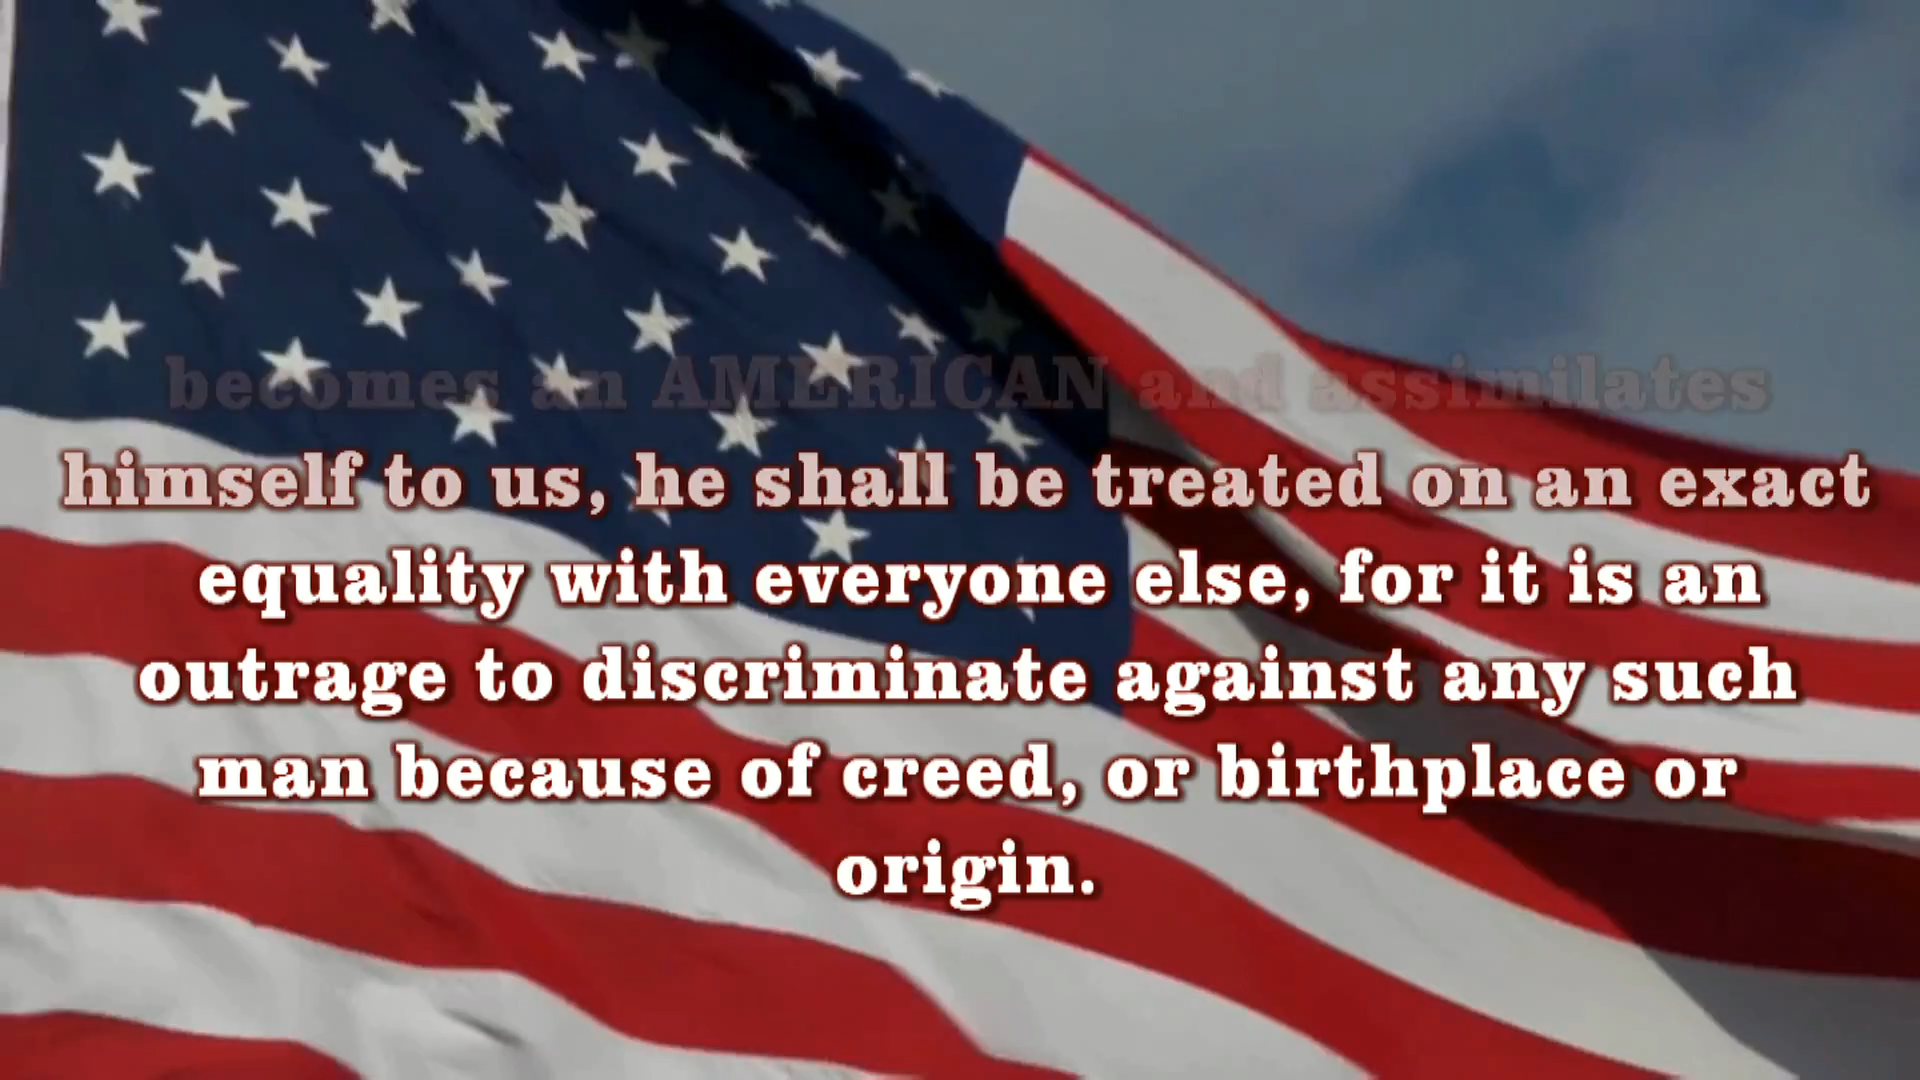 becomes an AMERICAN and assimilates
himself to us, he shall be treated on an exact
equality with everyone else, for it is an
outrage to discriminate against any such
man because of creed, or birthplace or
origin.